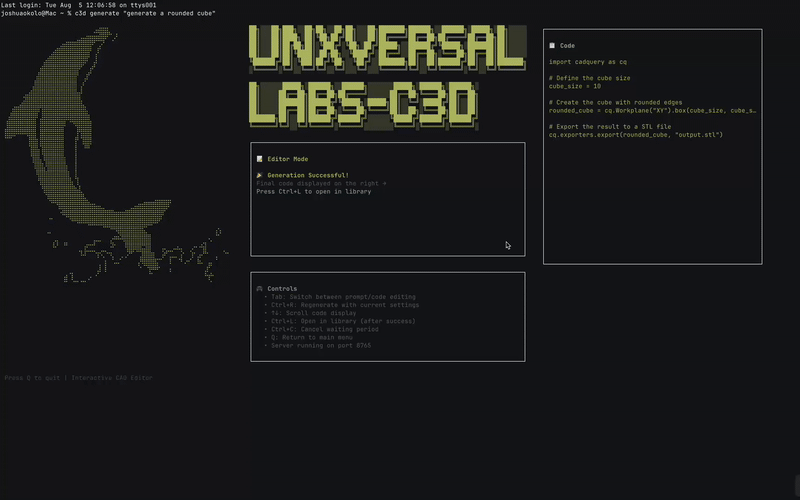 Last login: Tue Aug  5 12:06:58 on ttys001
joshuaokolo@Mac ~ % c3d generate "generate a rounded cube"
UNXVERSAL
LABS-C3D
Editor Mode
Generation Successful!
Final code displayed on the right →
Press Ctrl+L to open in library
Controls
• Tab: Switch between prompt/code editing
• Ctrl+R: Regenerate with current settings
• ↑↓: Scroll code display
• Ctrl+L: Open in library (after success)
• Ctrl+C: Cancel waiting period
• Q: Return to main menu
• Server running on port 8765
Code
import cadquery as cq
# Define the cube size
cube_size = 10
# Create the cube with rounded edges
rounded_cube = cq.Workplane("XY").box(cube_size, cube_s…
# Export the result to a STL file
cq.exporters.export(rounded_cube, "output.stl")
Press Q to quit | Interactive CAD Editor